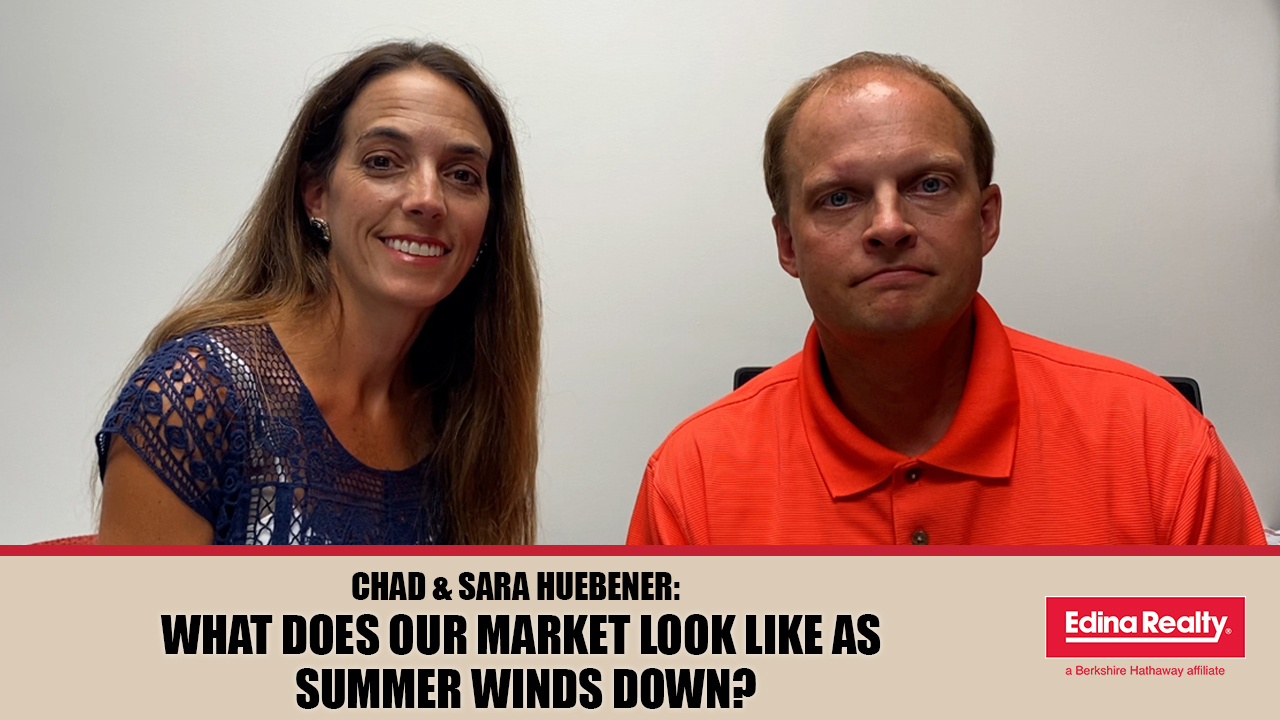 CHAD & SARA HUEBENER:
WHAT DOES OUR MARKET LOOK LIKE AS
SUMMER WINDS DOWN?
Edina Realty®
a Berkshire Hathaway affiliate